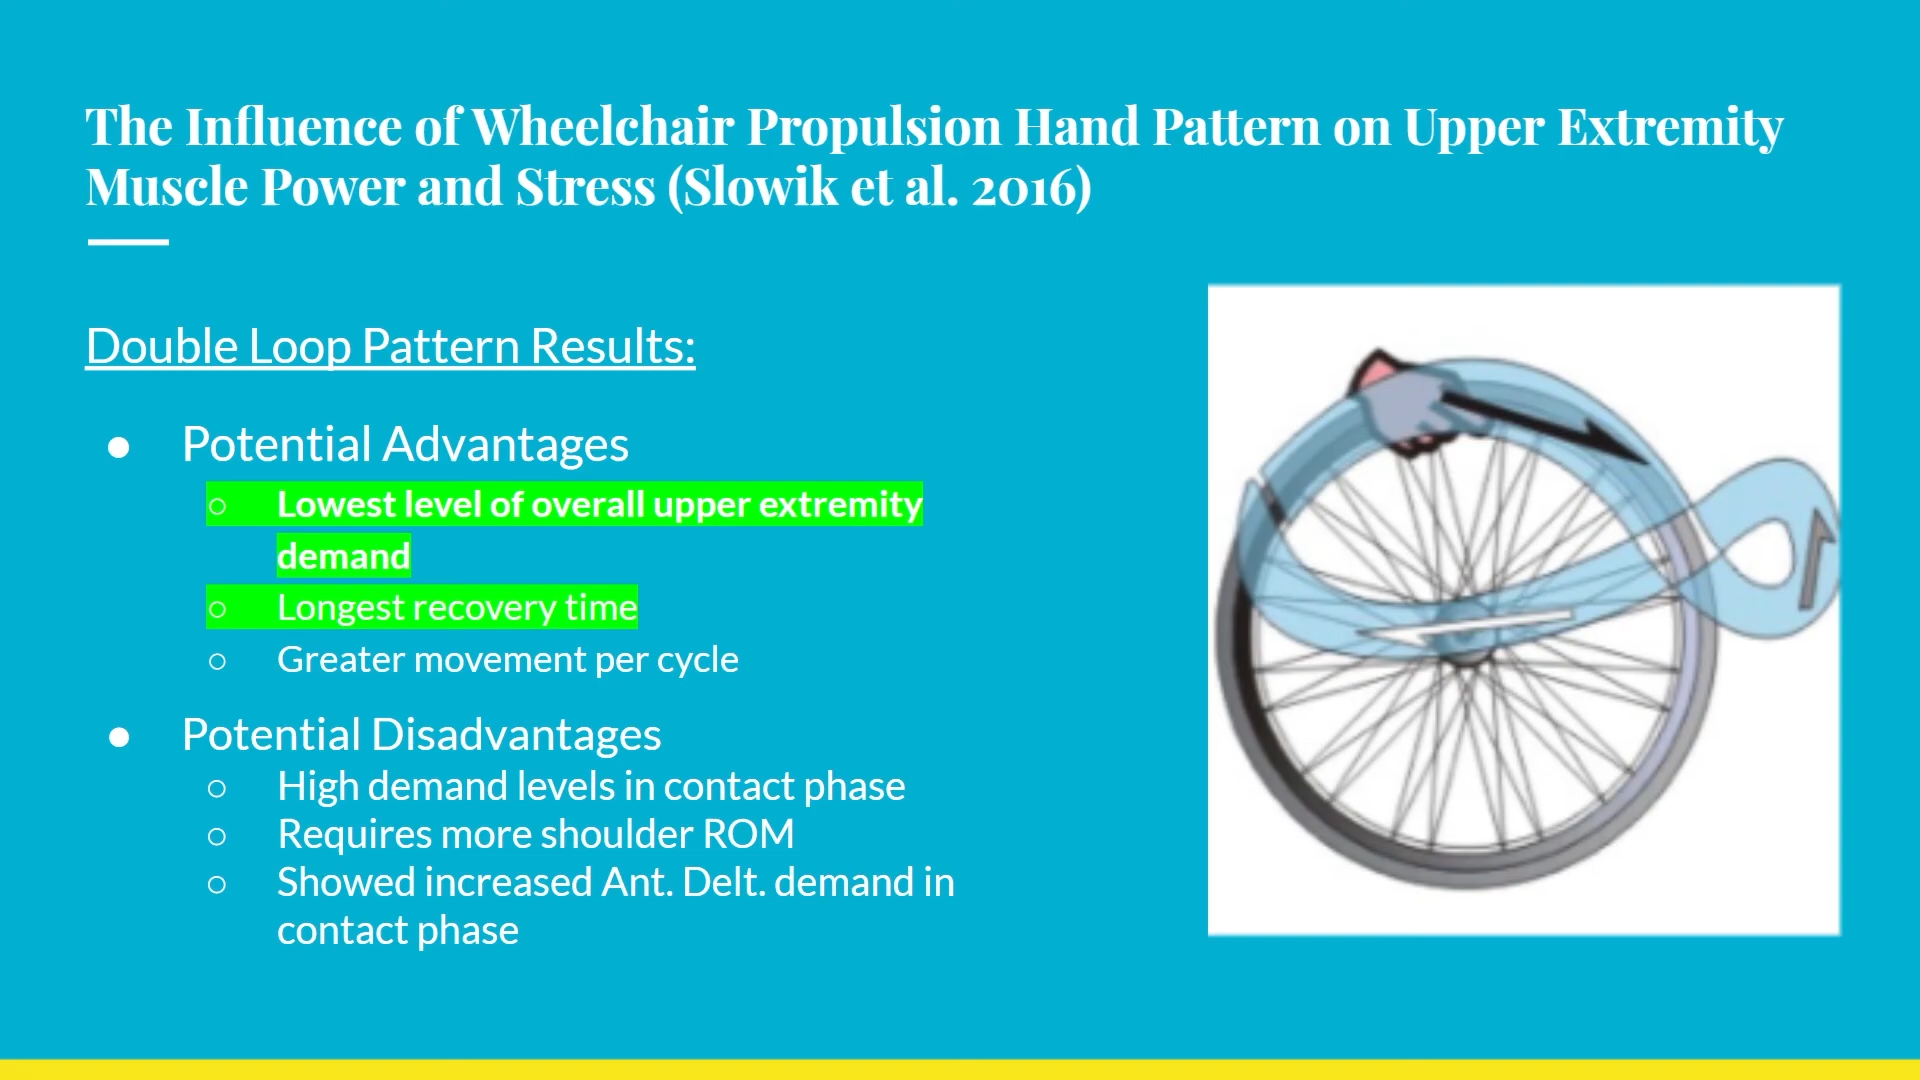 The Influence of Wheelchair Propulsion Hand Pattern on Upper Extremity
Muscle Power and Stress (Slowik et al. 2016)
Double Loop Pattern Results:
● Potential Advantages
○ Lowest level of overall upper extremity
demand
○ Longest recovery time
○ Greater movement per cycle
● Potential Disadvantages
○ High demand levels in contact phase
○ Requires more shoulder ROM
○ Showed increased Ant. Delt. demand in
contact phase